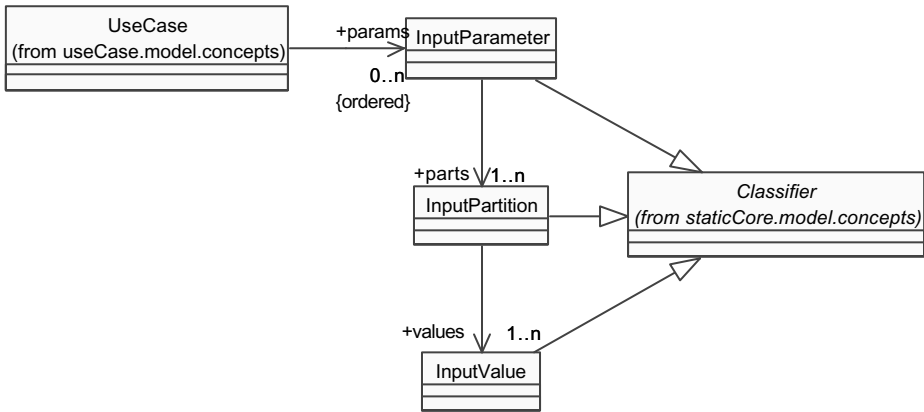 UseCase
(from useCase.model.concepts)
+params
0..n
{ordered}
InputParameter
+parts
1..n
InputPartition
Classifier
(from staticCore.model.concepts)
+values
1..n
InputValue